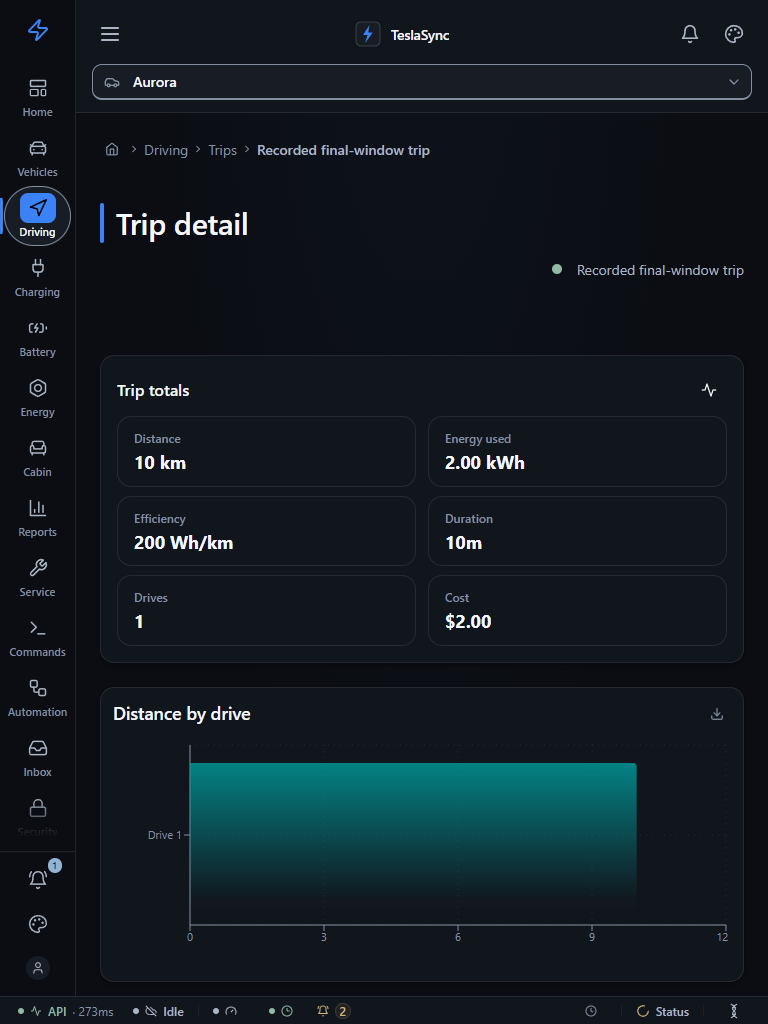 TeslaSync
Aurora
Home
Vehicles
Driving
Charging
Battery
Energy
Cabin
Reports
Service
Commands
Automation
Inbox
Security
1
Driving Trips Recorded final-window trip
Trip detail
Recorded final-window trip
Trip totals
Distance
10 km
Energy used
2.00 kWh
Efficiency
200 Wh/km
Duration
10m
Drives
1
Cost
$2.00
Distance by drive
Drive 1
0 3 6 9 12
API · 273ms Idle 2 Status